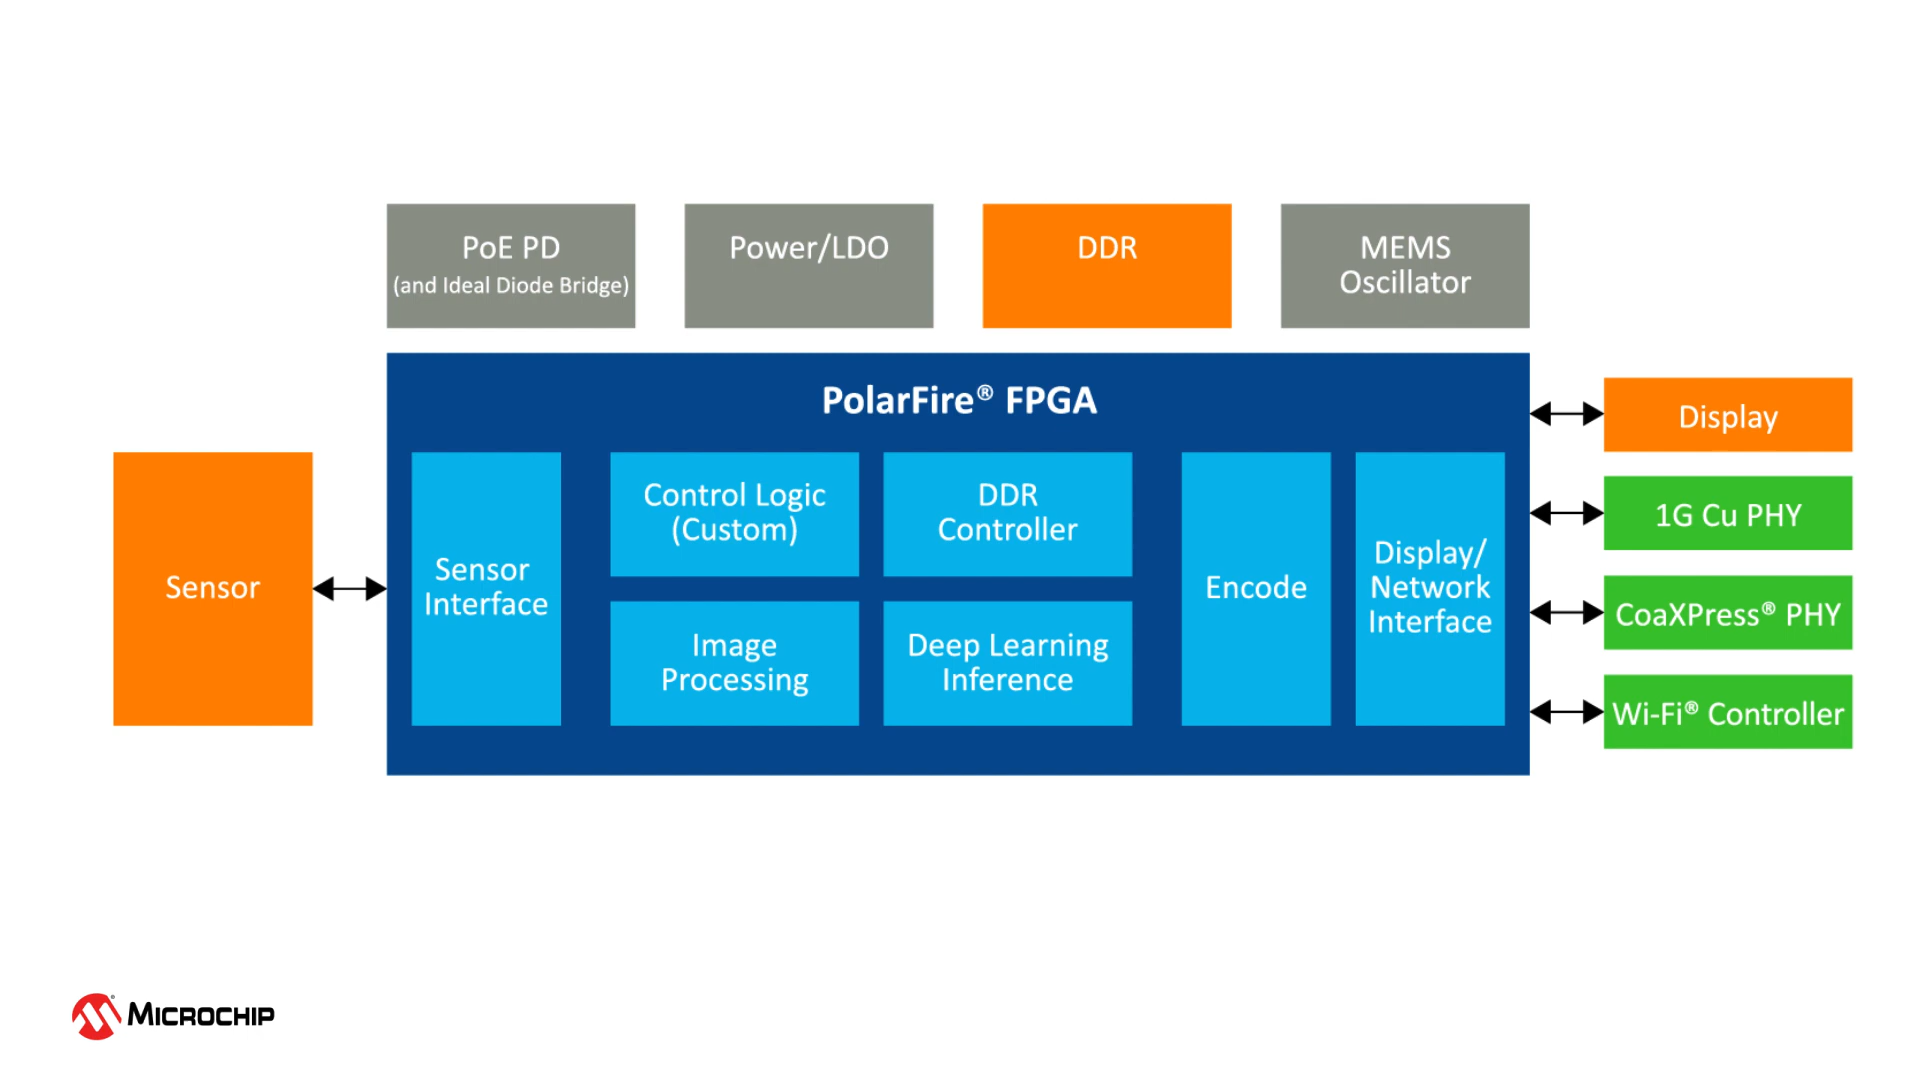 PoE PD
(and Ideal Diode Bridge)
Power/LDO
DDR
MEMS
Oscillator
PolarFire® FPGA
Sensor
Sensor
Interface
Control Logic
(Custom)
DDR
Controller
Image
Processing
Deep Learning
Inference
Encode
Display/
Network
Interface
Display
1G Cu PHY
CoaXPress® PHY
Wi-Fi® Controller
MICROCHIP